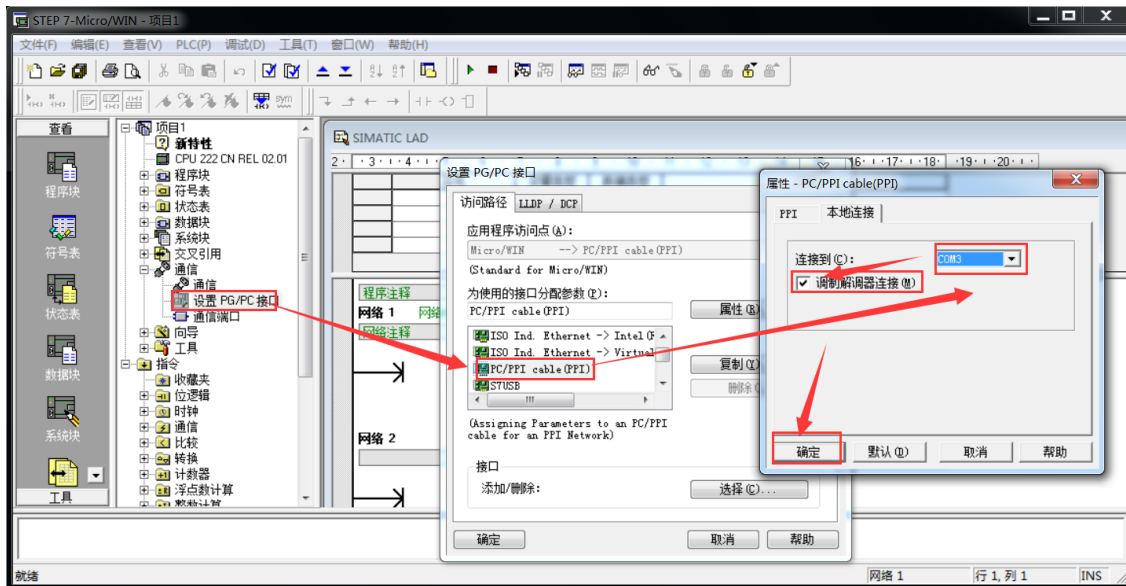 STEP 7-Micro/WIN - 项目1
文件(F) 编辑(E) 查看(V) PLC(P) 调试(D) 工具(T) 窗口(W) 帮助(H)
sym
查看
程序块
符号表
状态表
数据块
系统块
工具
项目1
新特性
CPU 222 CN REL 02.01
程序块
符号表
状态表
数据块
系统块
交叉引用
通信
通信
设置 PG/PC 接口
通信端口
向导
工具
指令
收藏夹
位逻辑
时钟
通信
比较
转换
计数器
浮点数计算
整数计算
SIMATIC LAD
程序注释
网络 1
网络注释
网络 2
设置 PG/PC 接口
访问路径 LLDP / DCP
应用程序访问点(A):
Micro/WIN --> PC/PPI cable(PPI)
(Standard for Micro/WIN)
为使用的接口分配参数(P):
PC/PPI cable(PPI)
属性(R)
ISO Ind. Ethernet -> Intel(R
ISO Ind. Ethernet -> Virtual
PC/PPI cable(PPI)
S7USB
复制(Y)
删除
(Assigning Parameters to an PC/PPI
cable for an PPI Network)
接口
添加/删除:
选择(C)...
确定 取消 帮助
属性 - PC/PPI cable(PPI)
PPI 本地连接
连接到(C):
COM3
调制解调器连接(M)
确定 默认(D) 取消 帮助
就绪
网络 1
行 1, 列 1
INS